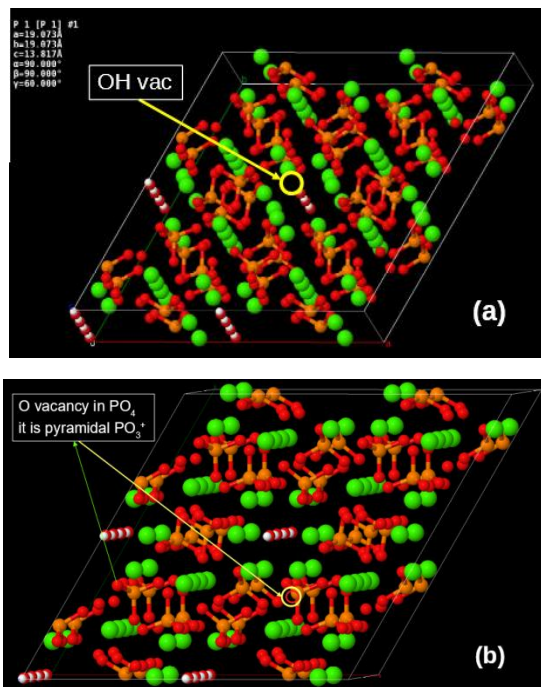 P 1 [P 1] #1
a=19.073Å
b=19.073Å
c=13.817Å
α=90.000°
β=90.000°
γ=60.000°
OH vac
(a)
O vacancy in PO₄
it is pyramidal PO₃⁺
(b)